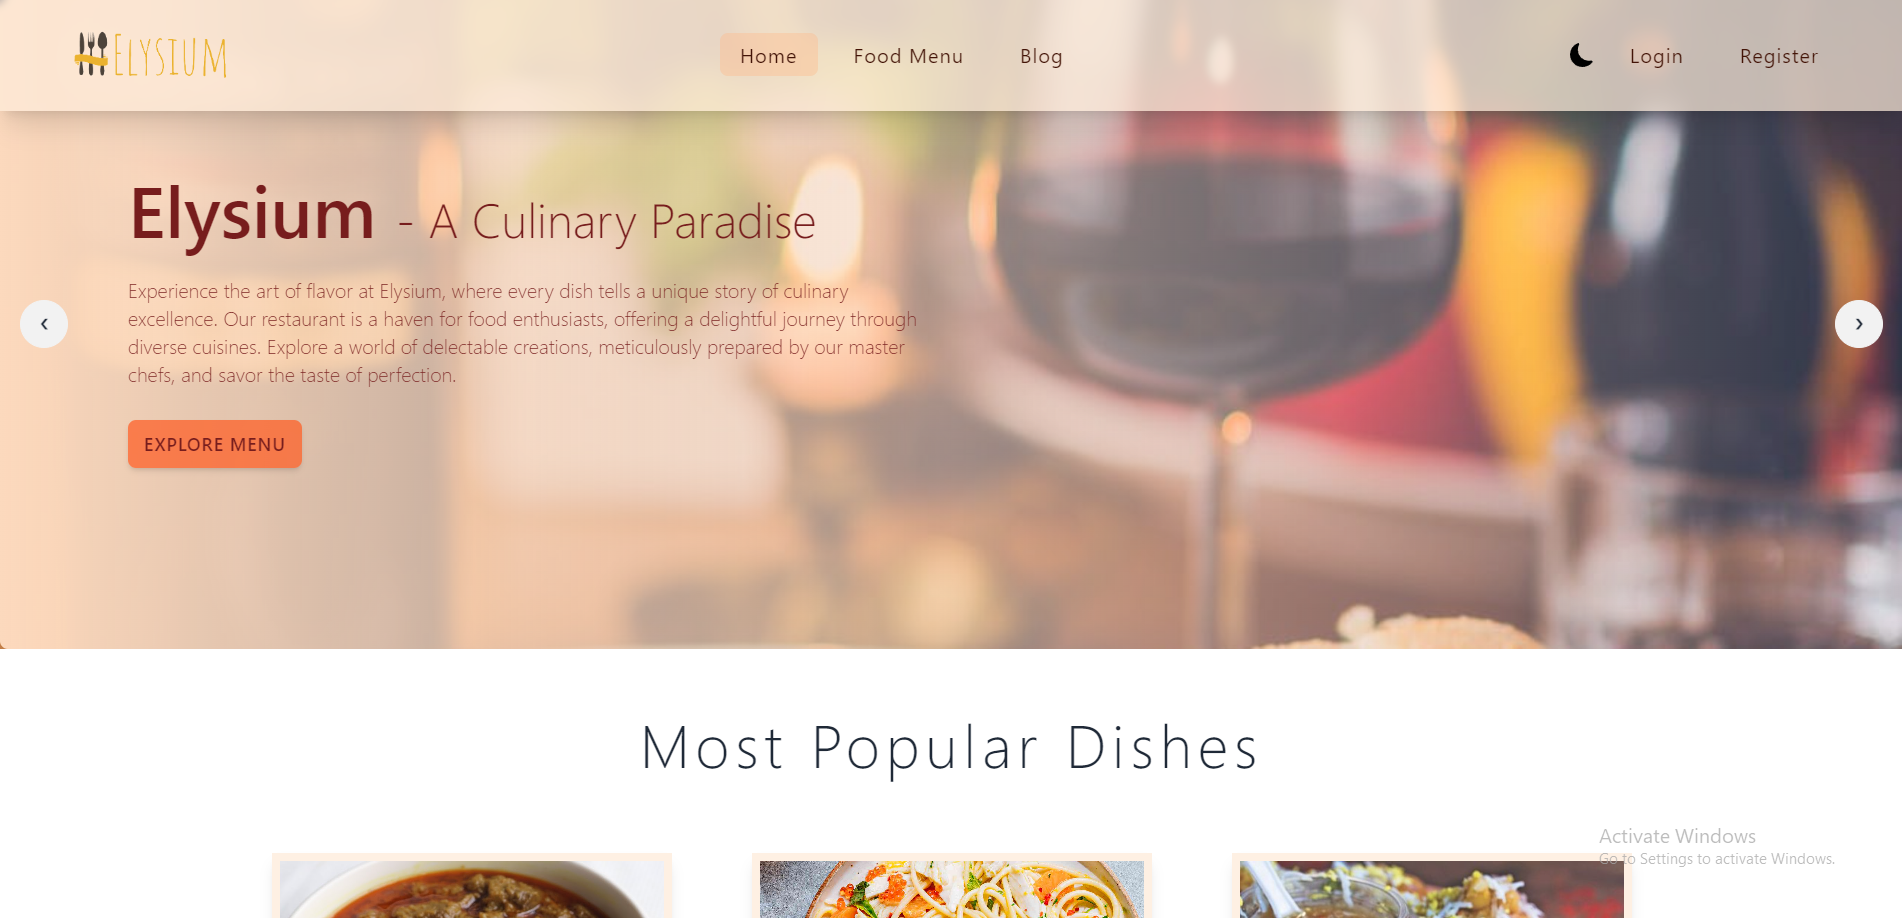 Elysium
Home
Food Menu
Blog
Login
Register
Elysium - A Culinary Paradise
Experience the art of flavor at Elysium, where every dish tells a unique story of culinary
excellence. Our restaurant is a haven for food enthusiasts, offering a delightful journey through
diverse cuisines. Explore a world of delectable creations, meticulously prepared by our master
chefs, and savor the taste of perfection.
‹
›
EXPLORE MENU
Most Popular Dishes
Activate Windows
Go to Settings to activate Windows.